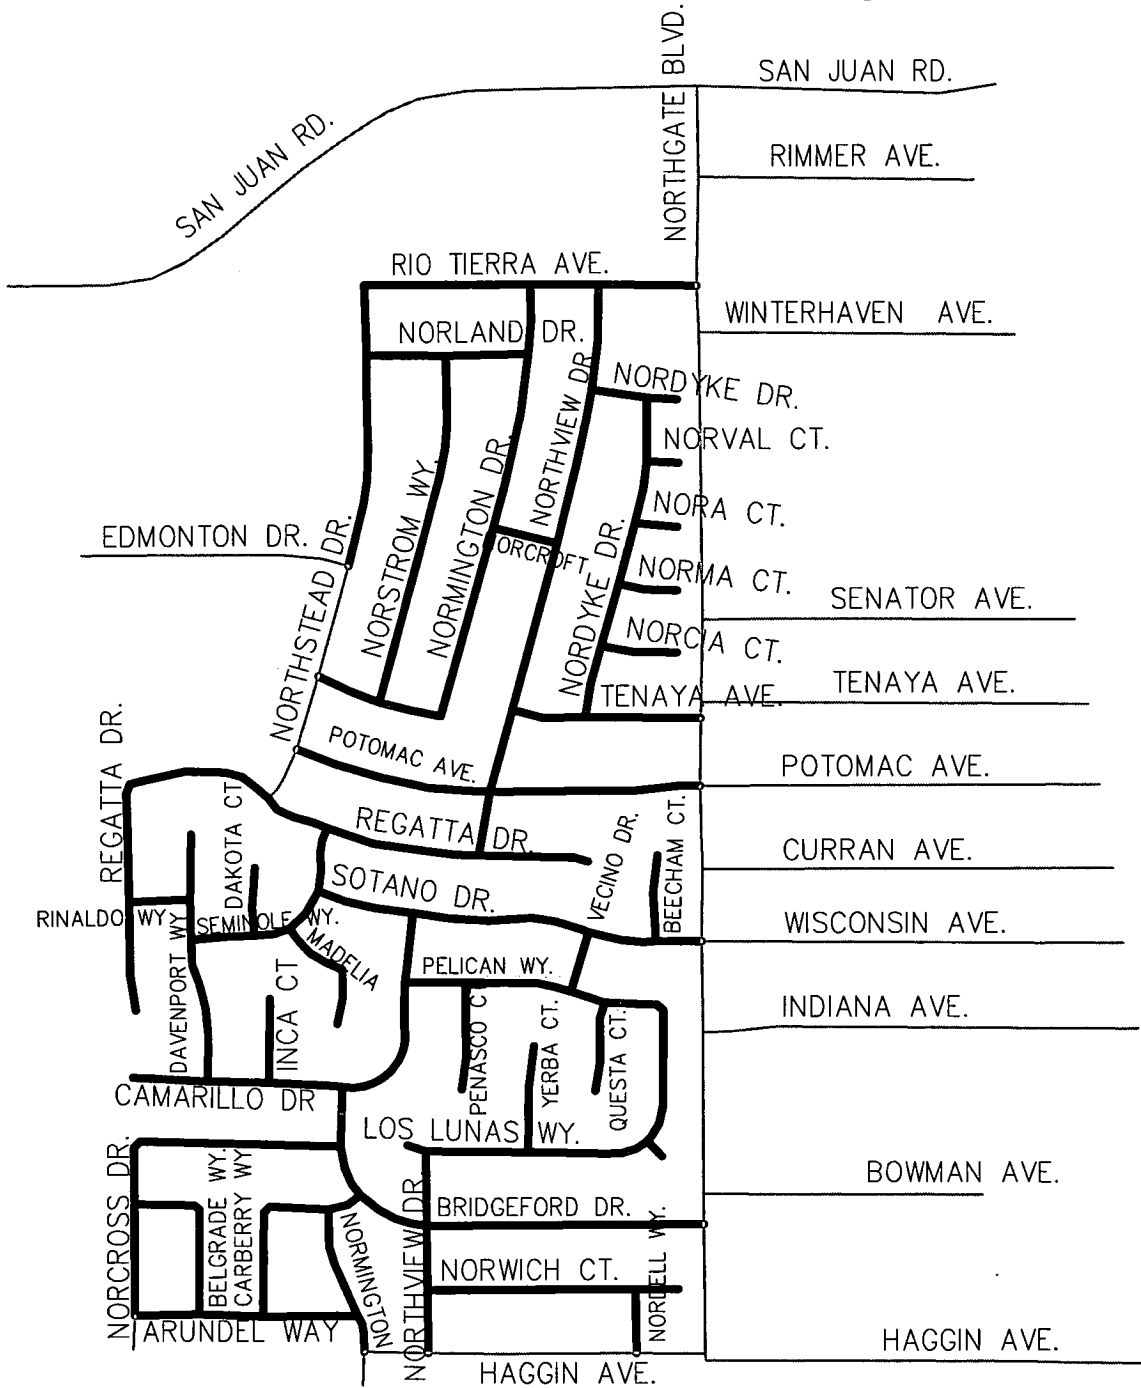 NORTHGATE BLVD.
SAN JUAN RD.
SAN JUAN RD.
RIMMER AVE.
RIO TIERRA AVE.
WINTERHAVEN AVE.
NORLAND DR.
NORTHVIEW DR
NORDYKE DR.
NORVAL CT.
NORSTROM WY.
NORMINGTON DR.
NORA CT.
EDMONTON DR.
NORTHSTEAD DR.
ORCROFT
NORDYKE DR.
NORMA CT.
SENATOR AVE.
NORCIA CT.
TENAYA AVE.
TENAYA AVE.
REGATTA DR.
POTOMAC AVE.
POTOMAC AVE.
REGATTA DR.
DAKOTA CT
VECINO DR.
BEECHAM CT.
CURRAN AVE.
SOTANO DR.
RINALDO WY
SEMINOLE WY.
WISCONSIN AVE.
DAVENPORT WY
MADELIA
INCA CT
PELICAN WY.
PENASCO C
YERBA CT.
QUESTA CT.
INDIANA AVE.
CAMARILLO DR
LOS LUNAS WY.
NORCROSS DR.
BELGRADE WY.
CARBERRY WY
NORMINGTON
NORTHVIEW DR.
BRIDGEFORD DR.
BOWMAN AVE.
NORWICH CT.
NORDELL WY.
ARUNDEL WAY
HAGGIN AVE.
HAGGIN AVE.